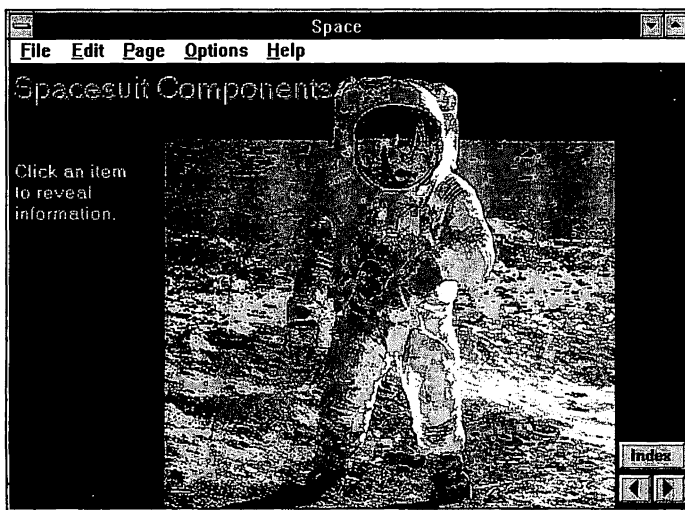 Space
File Edit Page Options Help
Spacesuit Components
Click an item
to reveal
information.
Index